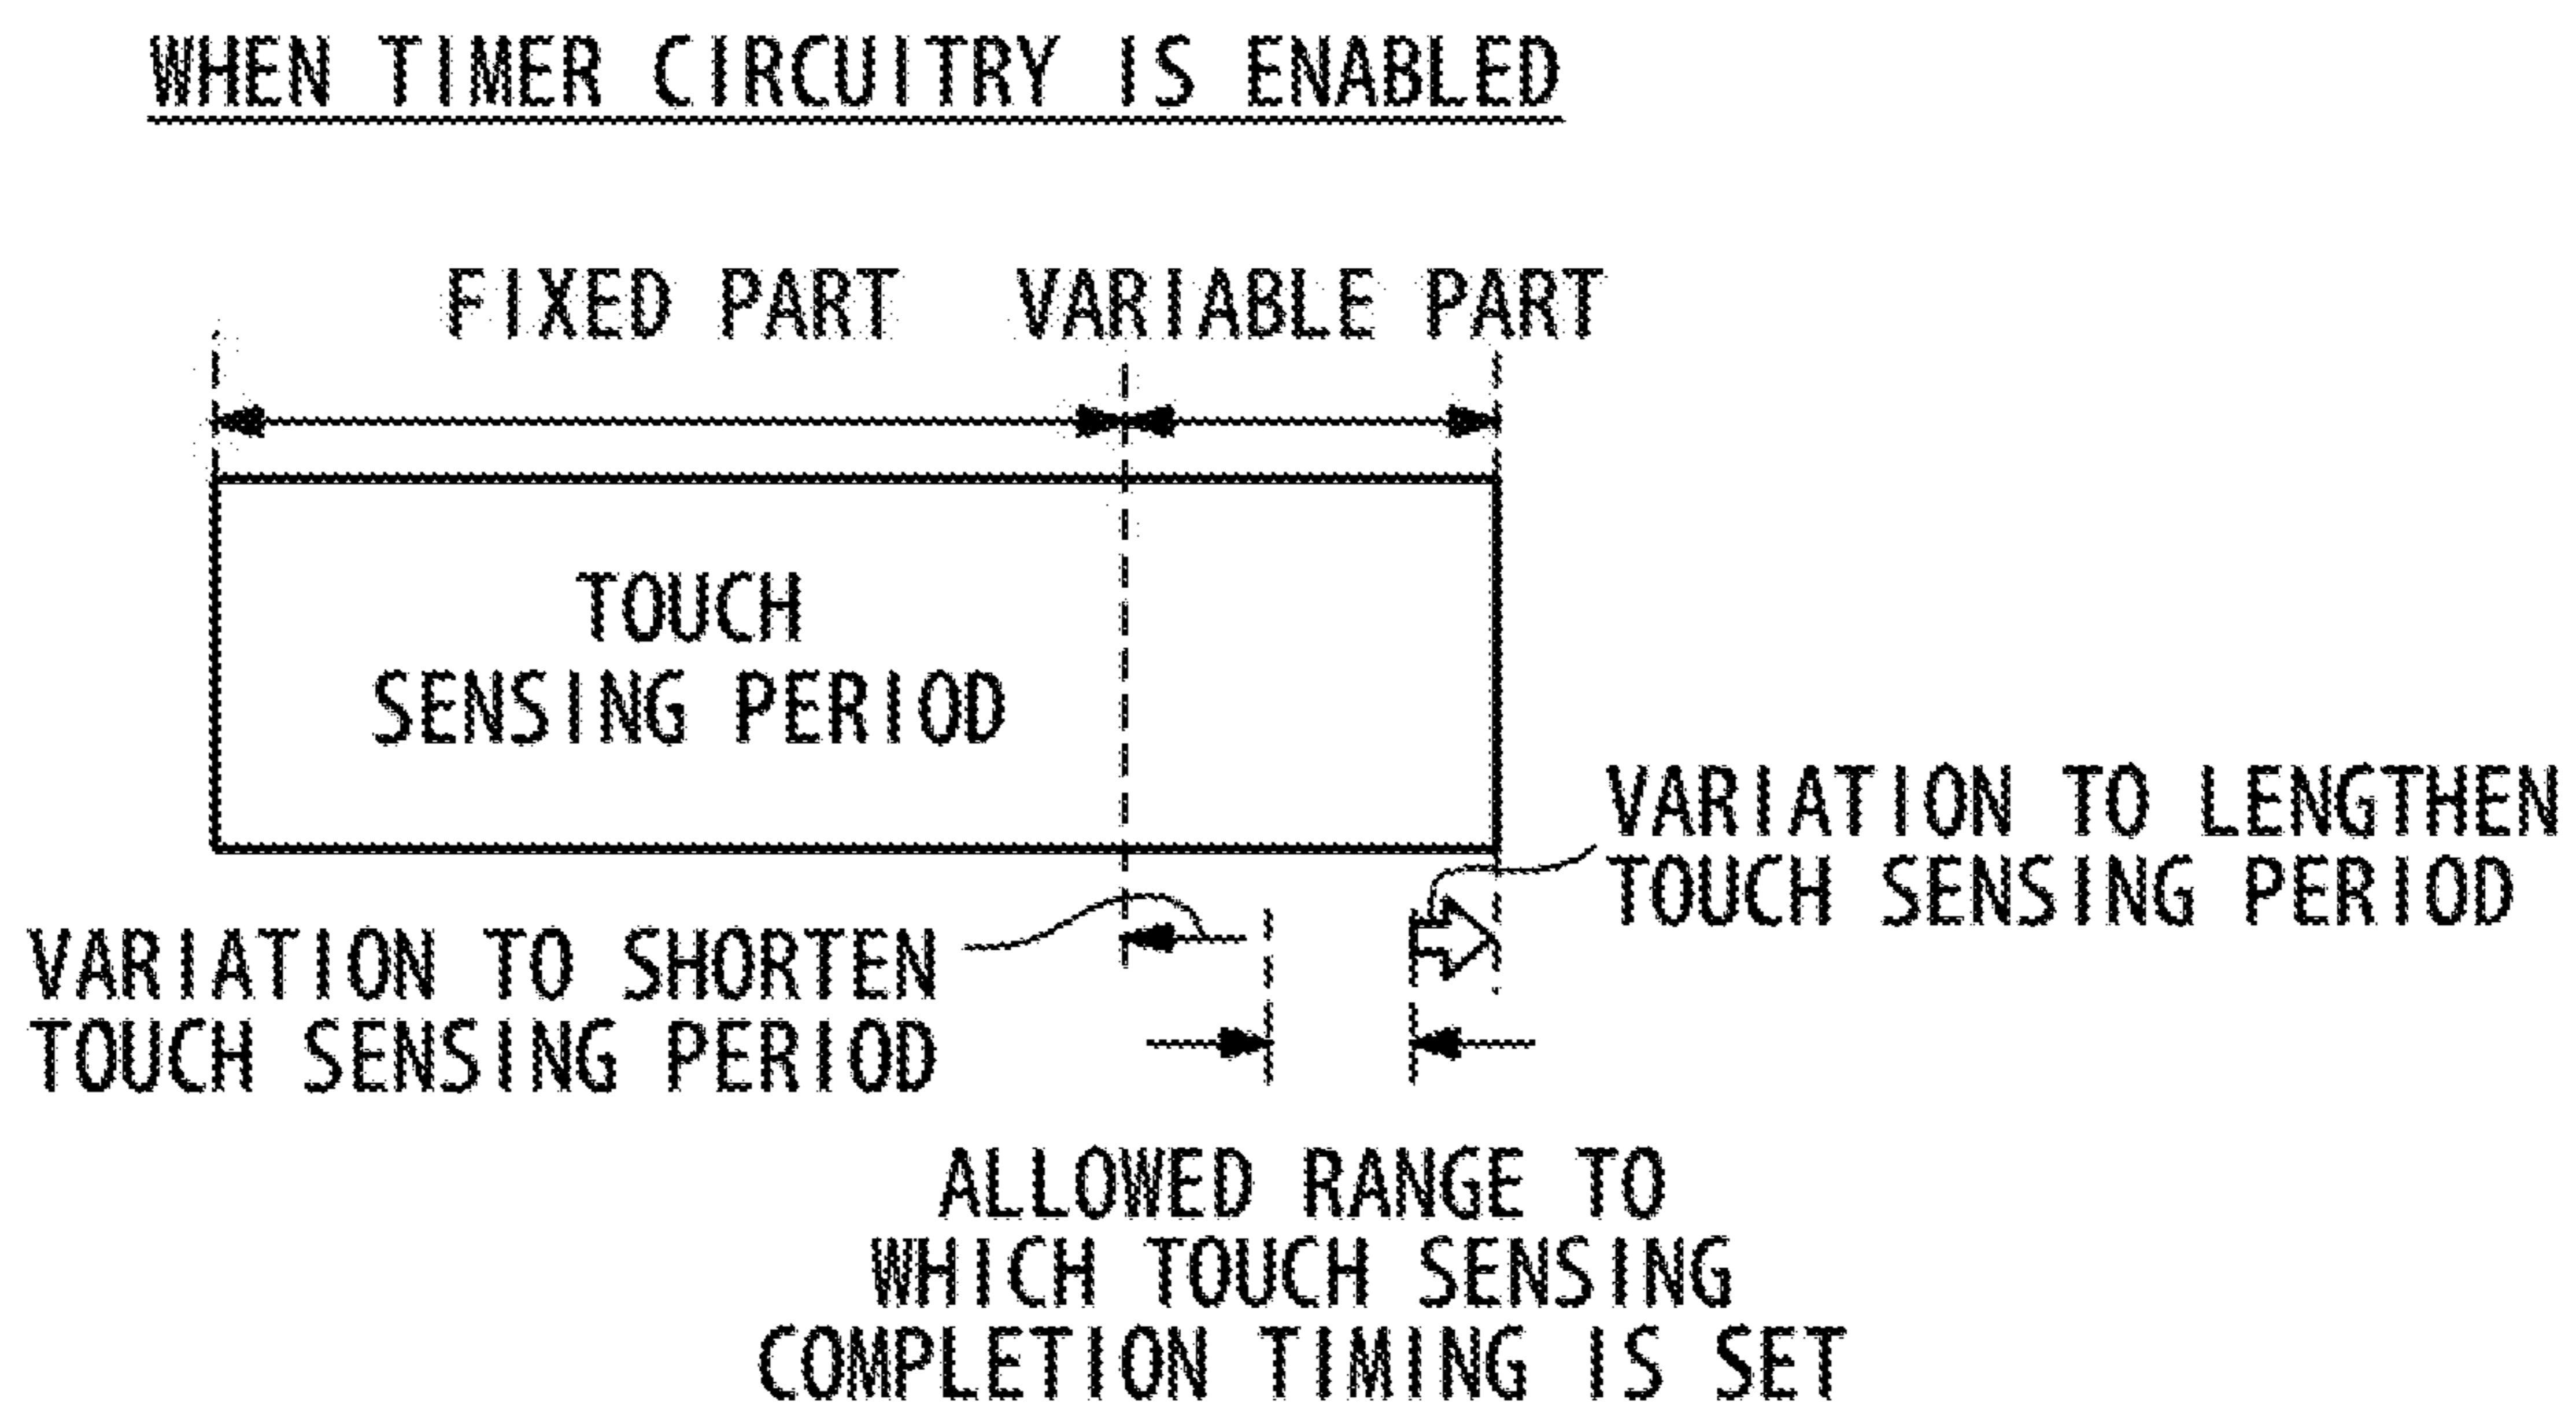 WHEN TIMER CIRCUITRY IS ENABLED
FIXED PART
VARIABLE PART
TOUCH
SENSING PERIOD
VARIATION TO LENGTHEN
TOUCH SENSING PERIOD
VARIATION TO SHORTEN
TOUCH SENSING PERIOD
ALLOWED RANGE TO
WHICH TOUCH SENSING
COMPLETION TIMING IS SET